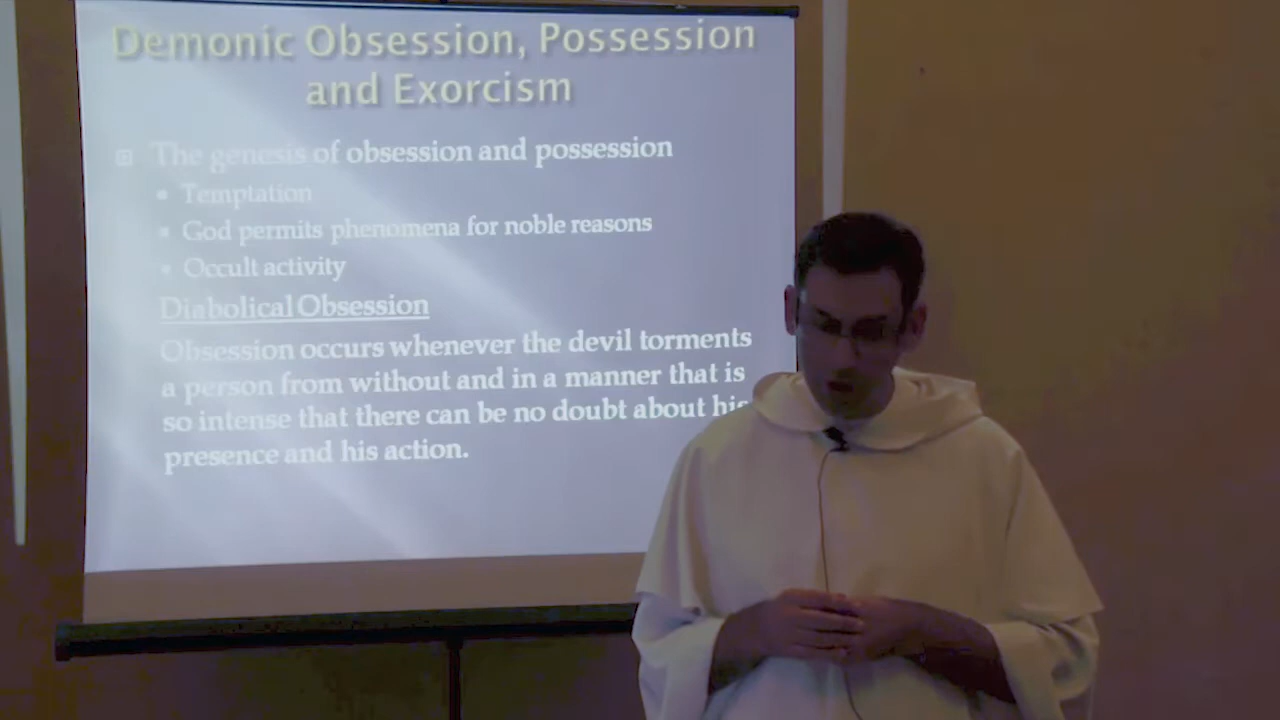 Demonic Obsession, Possession
and Exorcism
The genesis of obsession and possession
Temptation
God permits phenomena for noble reasons
Occult activity
Diabolical Obsession
Obsession occurs whenever the devil torments
a person from without and in a manner that is
so intense that there can be no doubt about his
presence and his action.